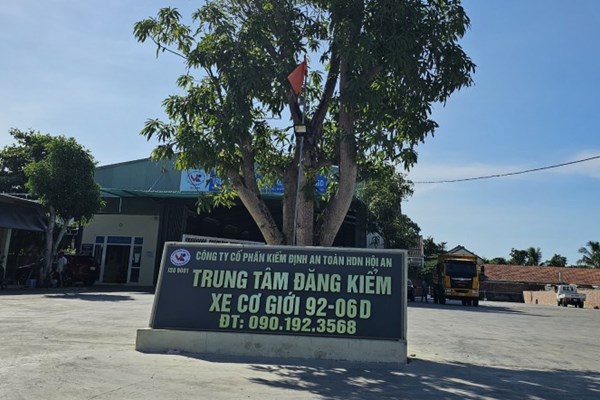 CÔNG TY CỔ PHẦN KIỂM ĐỊNH AN TOÀN HDN HỘI AN
ISO 9001
TRUNG TÂM ĐĂNG KIỂM
XE CƠ GIỚI 92-06D
ĐT: 090.192.3568